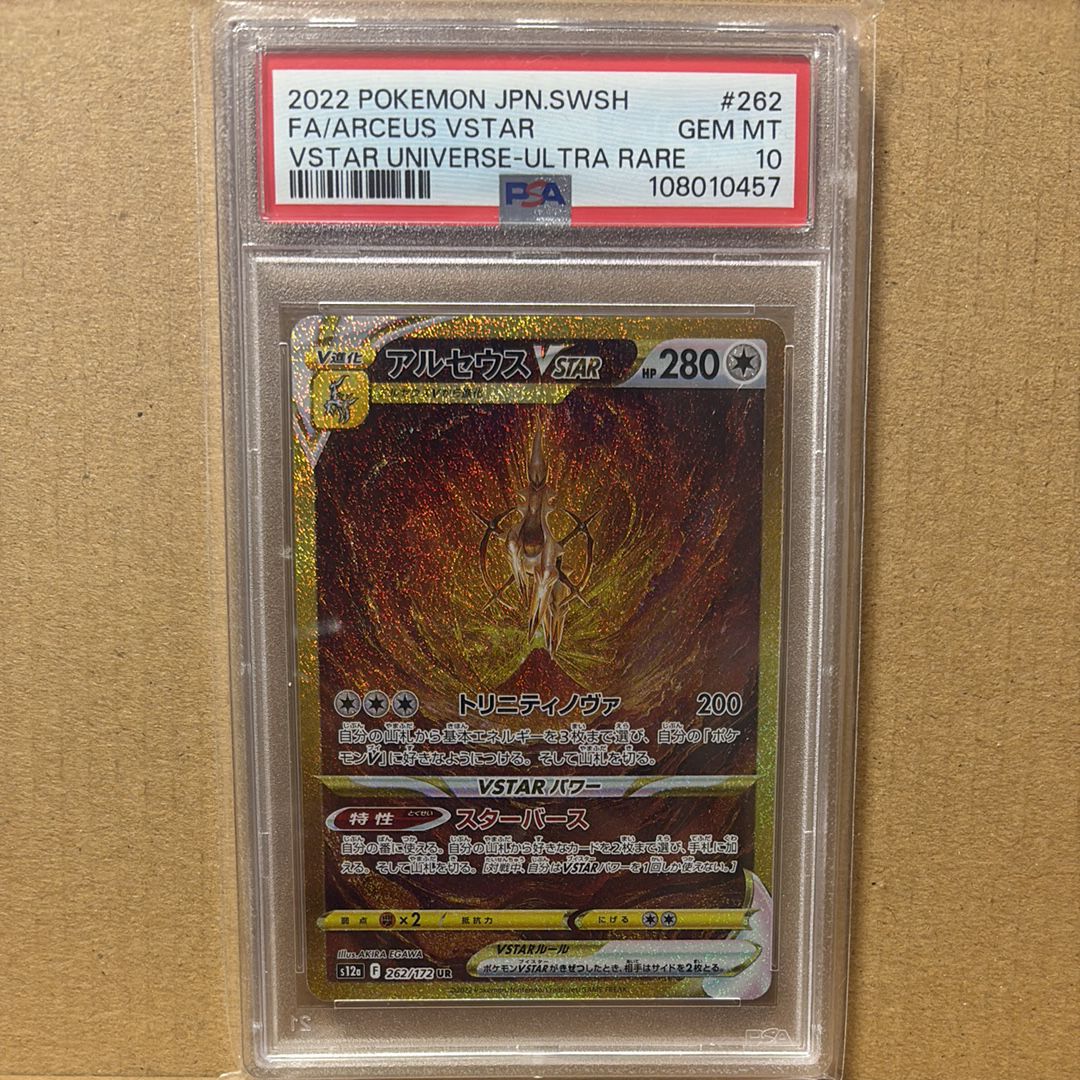 2022 POKEMON JPN.SWSH #262
FA/ARCEUS VSTAR GEM MT
VSTAR UNIVERSE-ULTRA RARE 10
108010457
PSA
V進化
アルセウス VSTAR HP 280
トリニティノヴァ 200
自分の山札から基本エネルギーを3枚まで選び、自分の「ポケ
モンV」に好きなようにつける。そして山札を切る。
VSTARパワー
特性 スターバース
自分の番に使える。自分の山札から好きなカードを2枚まで選び、手札に加
える。そして山札を切る。[対戦中、自分はVSTARパワーを1回しか使えない。]
弱点 ×2 抵抗力 にげる
Illus.AKIRA EGAWA
VSTARルール
ポケモンVSTARがきぜつしたとき、相手はサイドを2枚とる。
s12a F 262/172 UR
©2022 Pokémon/Nintendo/Creatures/GAME FREAK
21
PSA